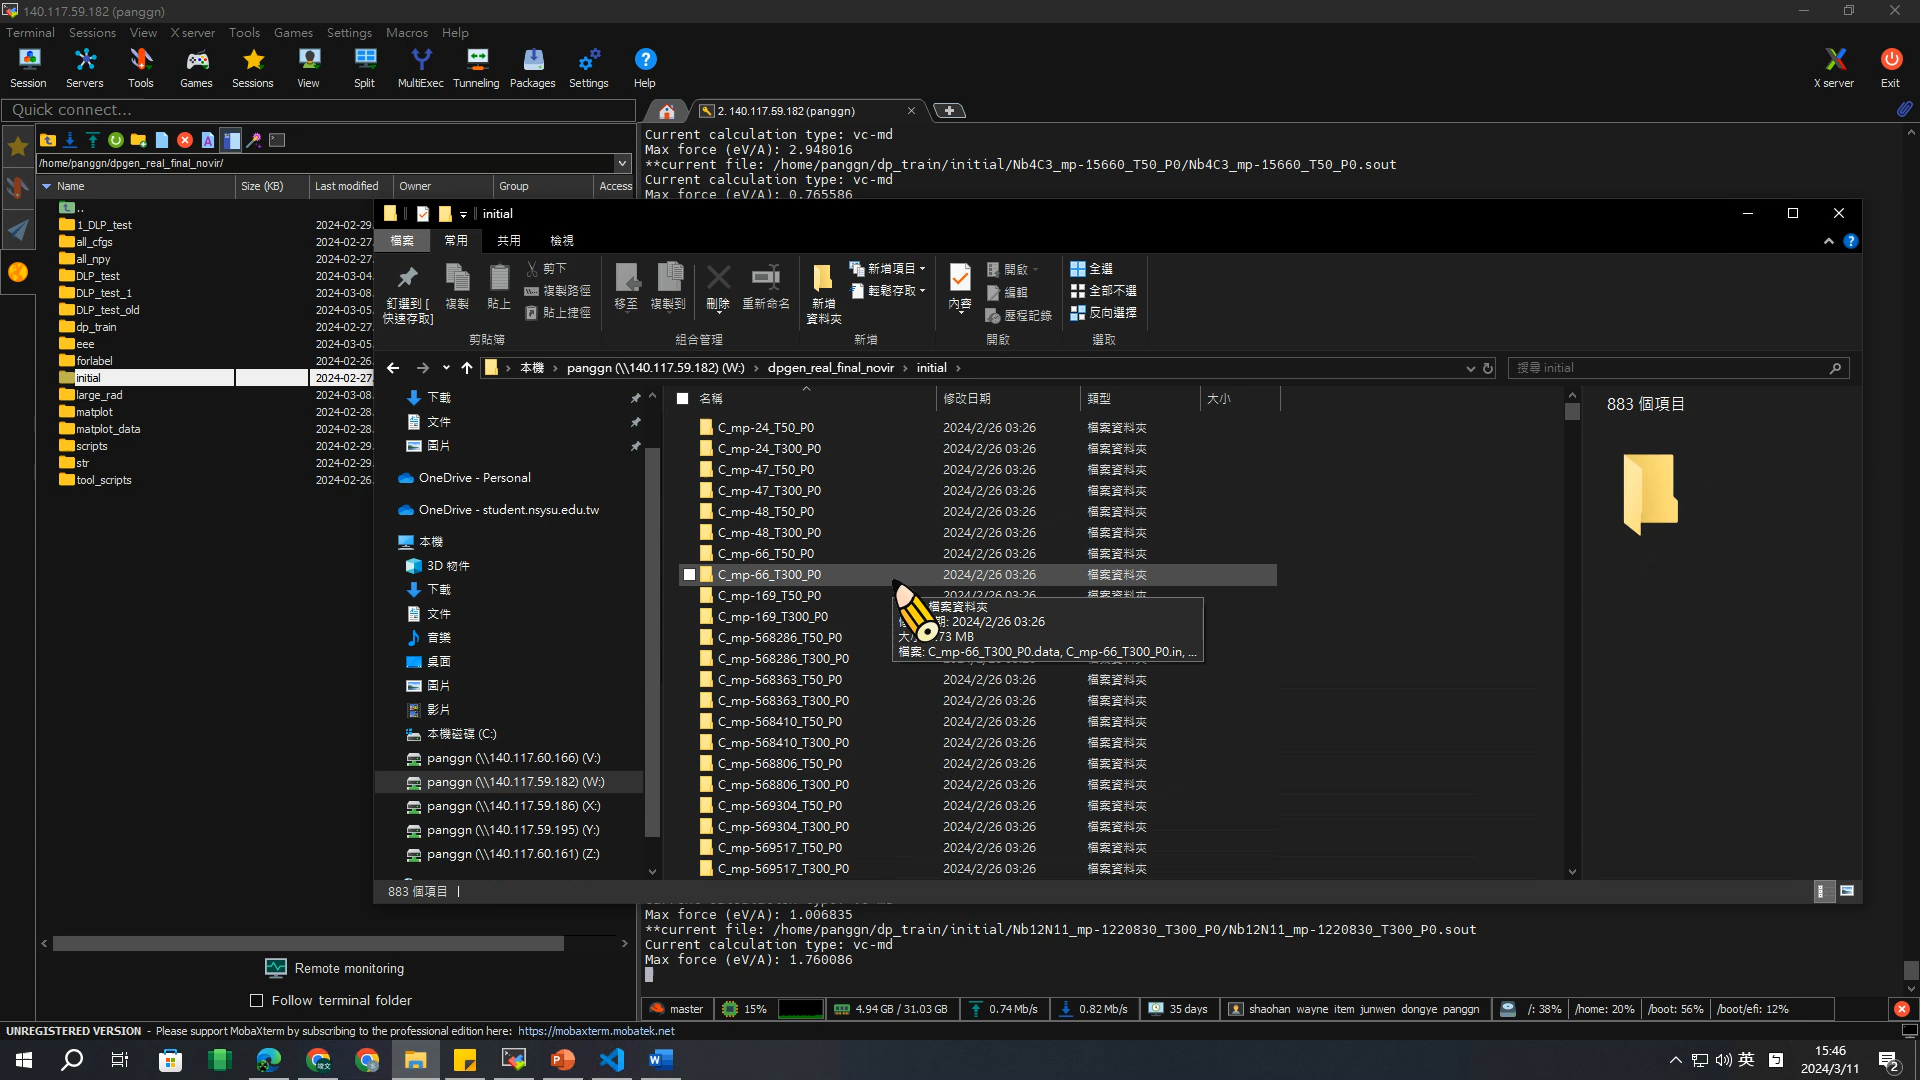 140.117.59.182 (panggn)
Terminal Sessions View X server Tools Games Settings Macros Help
Session Servers Tools Games Sessions View Split MultiExec Tunneling Packages Settings Help X server Exit
Quick connect...
2. 140.117.59.182 (panggn)
/home/panggn/dpgen_real_final_novir/
Name Size (KB) Last modified Owner Group Access
..
1_DLP_test 2024-02-29
all_cfgs 2024-02-27
all_npy 2024-02-27
DLP_test 2024-03-04
DLP_test_1 2024-03-08
DLP_test_old 2024-03-05
dp_train 2024-02-27
eee 2024-03-05
forlabel 2024-02-26
initial 2024-02-27
large_rad 2024-03-08
matplot 2024-02-28
matplot_data 2024-02-28
scripts 2024-02-29
str 2024-02-29
tool_scripts 2024-02-26
Remote monitoring
Follow terminal folder
Current calculation type: vc-md
Max force (eV/A): 2.948016
**current file: /home/panggn/dp_train/initial/Nb4C3_mp-15660_T50_P0/Nb4C3_mp-15660_T50_P0.sout
Current calculation type: vc-md
Max force (eV/A): 0.765586
initial
檔案 常用 共用 檢視
釘選到 [
快速存取]
複製
貼上
剪下
複製路徑
貼上捷徑
剪貼簿
移至
複製到
刪除
重新命名
組合管理
新增
資料夾
新增項目
輕鬆存取
新增
內容
開啟
編輯
歷程記錄
開啟
全選
全部不選
反向選擇
選取
本機 panggn (\\140.117.59.182) (W:) dpgen_real_final_novir initial
搜尋 initial
下載
文件
圖片
OneDrive - Personal
OneDrive - student.nsysu.edu.tw
本機
3D 物件
下載
文件
音樂
桌面
圖片
影片
本機磁碟 (C:)
panggn (\\140.117.60.166) (V:)
panggn (\\140.117.59.182) (W:)
panggn (\\140.117.59.186) (X:)
panggn (\\140.117.59.195) (Y:)
panggn (\\140.117.60.161) (Z:)
名稱 修改日期 類型 大小
C_mp-24_T50_P0 2024/2/26 03:26 檔案資料夾
C_mp-24_T300_P0 2024/2/26 03:26 檔案資料夾
C_mp-47_T50_P0 2024/2/26 03:26 檔案資料夾
C_mp-47_T300_P0 2024/2/26 03:26 檔案資料夾
C_mp-48_T50_P0 2024/2/26 03:26 檔案資料夾
C_mp-48_T300_P0 2024/2/26 03:26 檔案資料夾
C_mp-66_T50_P0 2024/2/26 03:26 檔案資料夾
C_mp-66_T300_P0 2024/2/26 03:26 檔案資料夾
C_mp-169_T50_P0 2024/2/26 03:26 檔案資料夾
C_mp-169_T300_P0
C_mp-568286_T50_P0
C_mp-568286_T300_P0
C_mp-568363_T50_P0 2024/2/26 03:26 檔案資料夾
C_mp-568363_T300_P0 2024/2/26 03:26 檔案資料夾
C_mp-568410_T50_P0 2024/2/26 03:26 檔案資料夾
C_mp-568410_T300_P0 2024/2/26 03:26 檔案資料夾
C_mp-568806_T50_P0 2024/2/26 03:26 檔案資料夾
C_mp-568806_T300_P0 2024/2/26 03:26 檔案資料夾
C_mp-569304_T50_P0 2024/2/26 03:26 檔案資料夾
C_mp-569304_T300_P0 2024/2/26 03:26 檔案資料夾
C_mp-569517_T50_P0 2024/2/26 03:26 檔案資料夾
C_mp-569517_T300_P0 2024/2/26 03:26 檔案資料夾
檔案資料夾
期: 2024/2/26 03:26
73 MB
檔案: C_mp-66_T300_P0.data, C_mp-66_T300_P0.in, ...
883 個項目
883 個項目
Max force (eV/A): 1.006835
**current file: /home/panggn/dp_train/initial/Nb12N11_mp-1220830_T300_P0/Nb12N11_mp-1220830_T300_P0.sout
Current calculation type: vc-md
Max force (eV/A): 1.760086
master 15% 4.94 GB / 31.03 GB 0.74 Mb/s 0.82 Mb/s 35 days shaohan wayne item junwen dongye panggn /: 38% /home: 20% /boot: 56% /boot/efi: 12%
UNREGISTERED VERSION - Please support MobaXterm by subscribing to the professional edition here: https://mobaxterm.mobatek.net
英
15:46
2024/3/11
2